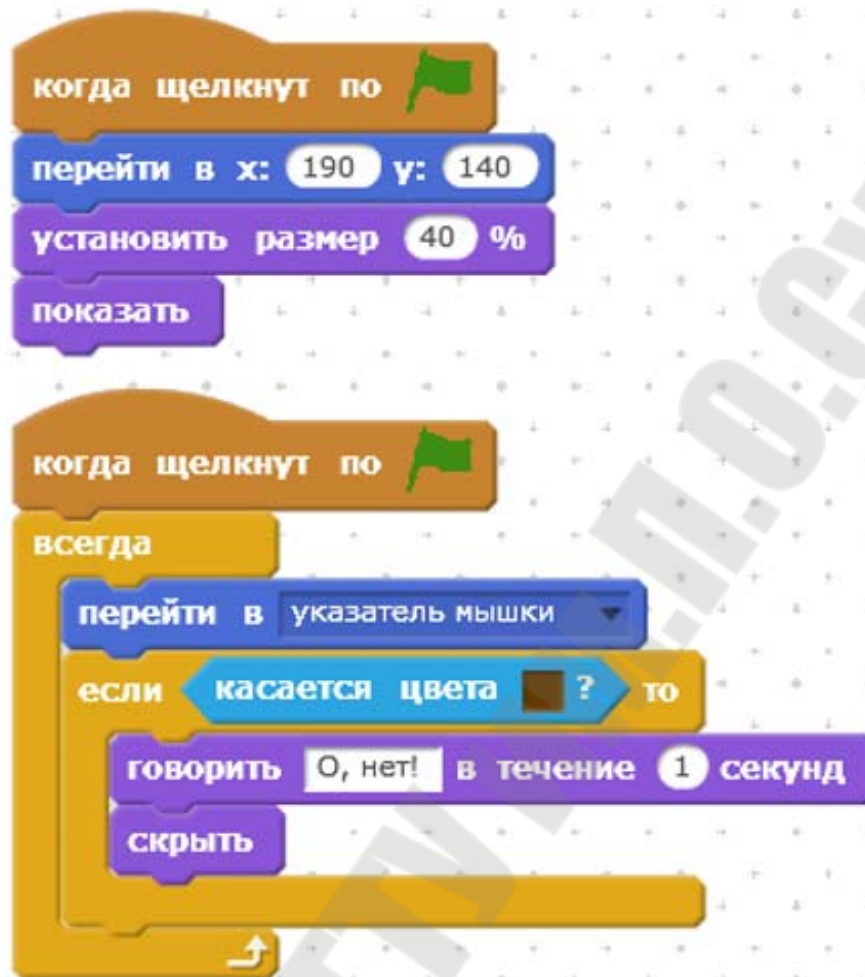 когда щелкнут по
перейти в x: 190 y: 140
установить размер 40 %
показать
когда щелкнут по
всегда
перейти в указатель мышки
если касается цвета ? то
говорить О, нет! в течение 1 секунд
скрыть